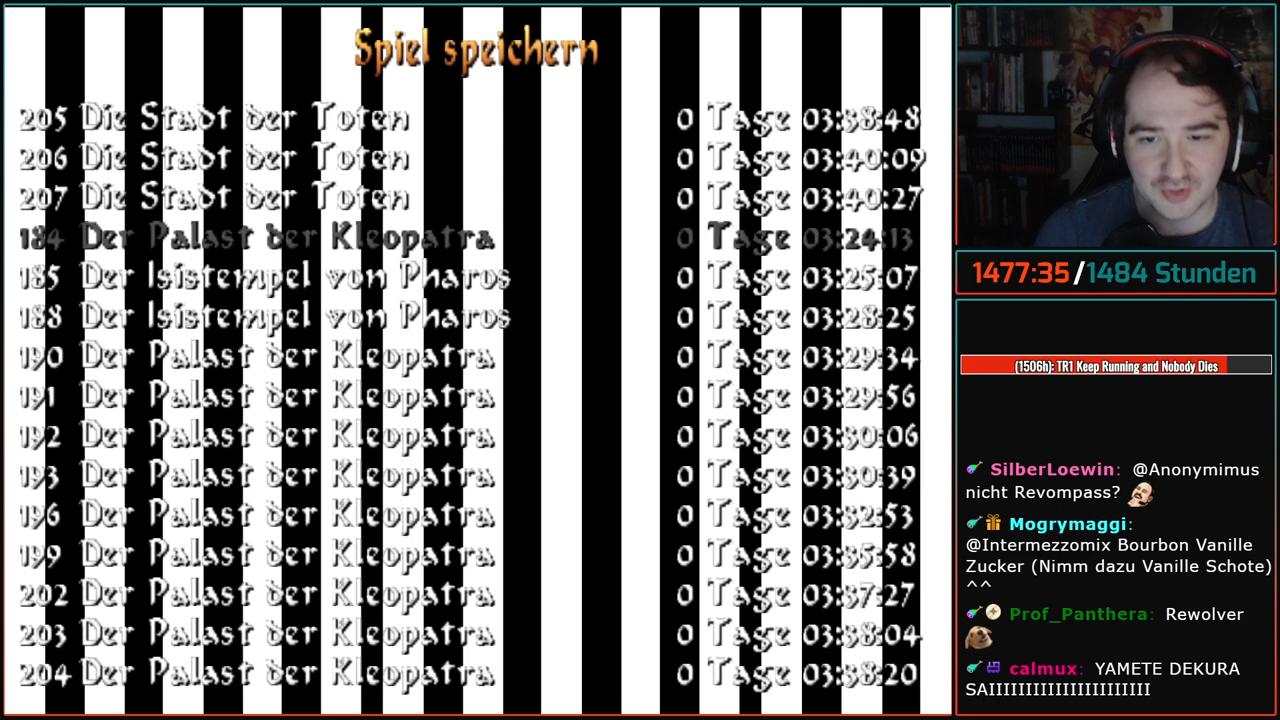 Spiel speichern
205 Die Stadt der Toten 0 Tage 03:38:48
206 Die Stadt der Toten 0 Tage 03:40:09
207 Die Stadt der Toten 0 Tage 03:40:27
184 Der Palast der Kleopatra 0 Tage 03:24:13
185 Der Isistempel von Pharos 0 Tage 03:25:07
188 Der Isistempel von Pharos 0 Tage 03:28:25
190 Der Palast der Kleopatra 0 Tage 03:29:34
191 Der Palast der Kleopatra 0 Tage 03:29:56
192 Der Palast der Kleopatra 0 Tage 03:30:06
193 Der Palast der Kleopatra 0 Tage 03:30:39
196 Der Palast der Kleopatra 0 Tage 03:32:53
199 Der Palast der Kleopatra 0 Tage 03:35:58
202 Der Palast der Kleopatra 0 Tage 03:37:27
203 Der Palast der Kleopatra 0 Tage 03:38:04
204 Der Palast der Kleopatra 0 Tage 03:38:20
1477:35/1484 Stunden
(1506h): TR1 Keep Running and Nobody Dies
SilberLoewin: @Anonymimus
nicht Revompass?
Mogrymaggi:
@Intermezzomix Bourbon Vanille
Zucker (Nimm dazu Vanille Schote)
^^
Prof_Panthera: Rewolver
calmux: YAMETE DEKURA
SAIIIIIIIIIIIIIIIIIIIIII